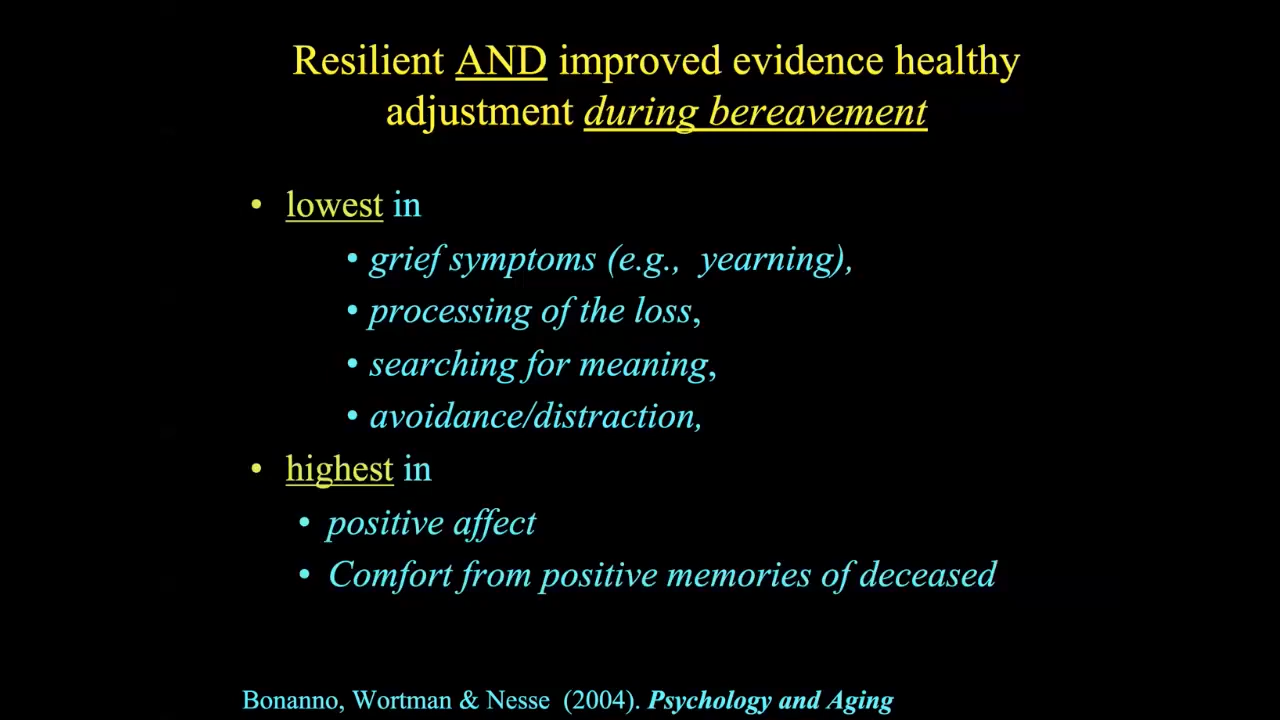 Resilient AND improved evidence healthy
adjustment during bereavement
• lowest in
• grief symptoms (e.g., yearning),
• processing of the loss,
• searching for meaning,
• avoidance/distraction,
• highest in
• positive affect
• Comfort from positive memories of deceased
Bonanno, Wortman & Nesse (2004). Psychology and Aging